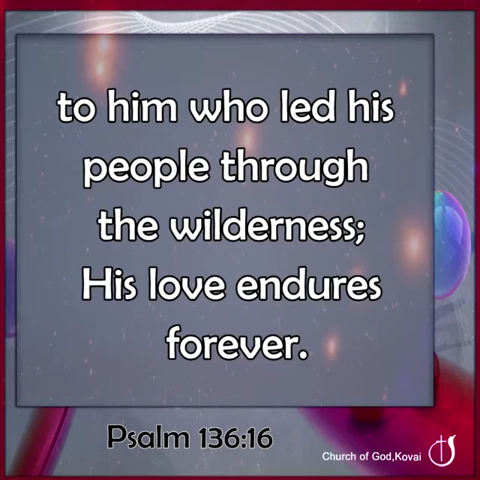 to him who led his
people through
the wilderness;
His love endures
forever.
Psalm 136:16
Church of God,Kovai